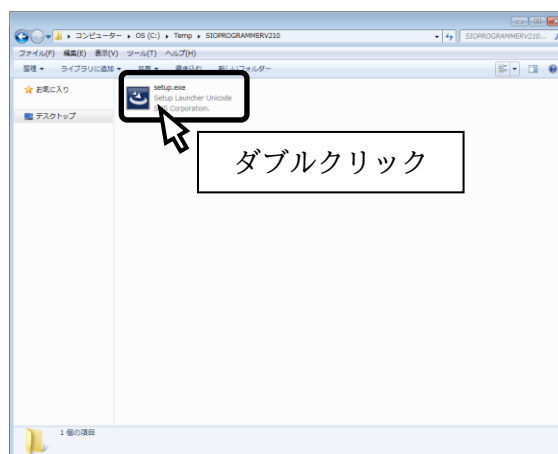 コンピューター ▸ OS (C:) ▸ Temp ▸ SIOPROGRAMMERV210
SIOPROGRAMMERV210...
ファイル(F) 編集(E) 表示(V) ツール(T) ヘルプ(H)
整理 ▼ ライブラリに追加 ▼ 共有 ▼ 書き込む 新しいフォルダー
お気に入り
デスクトップ
setup.exe
Setup Launcher Unicode
Corporation.
ダブルクリック
1 個の項目